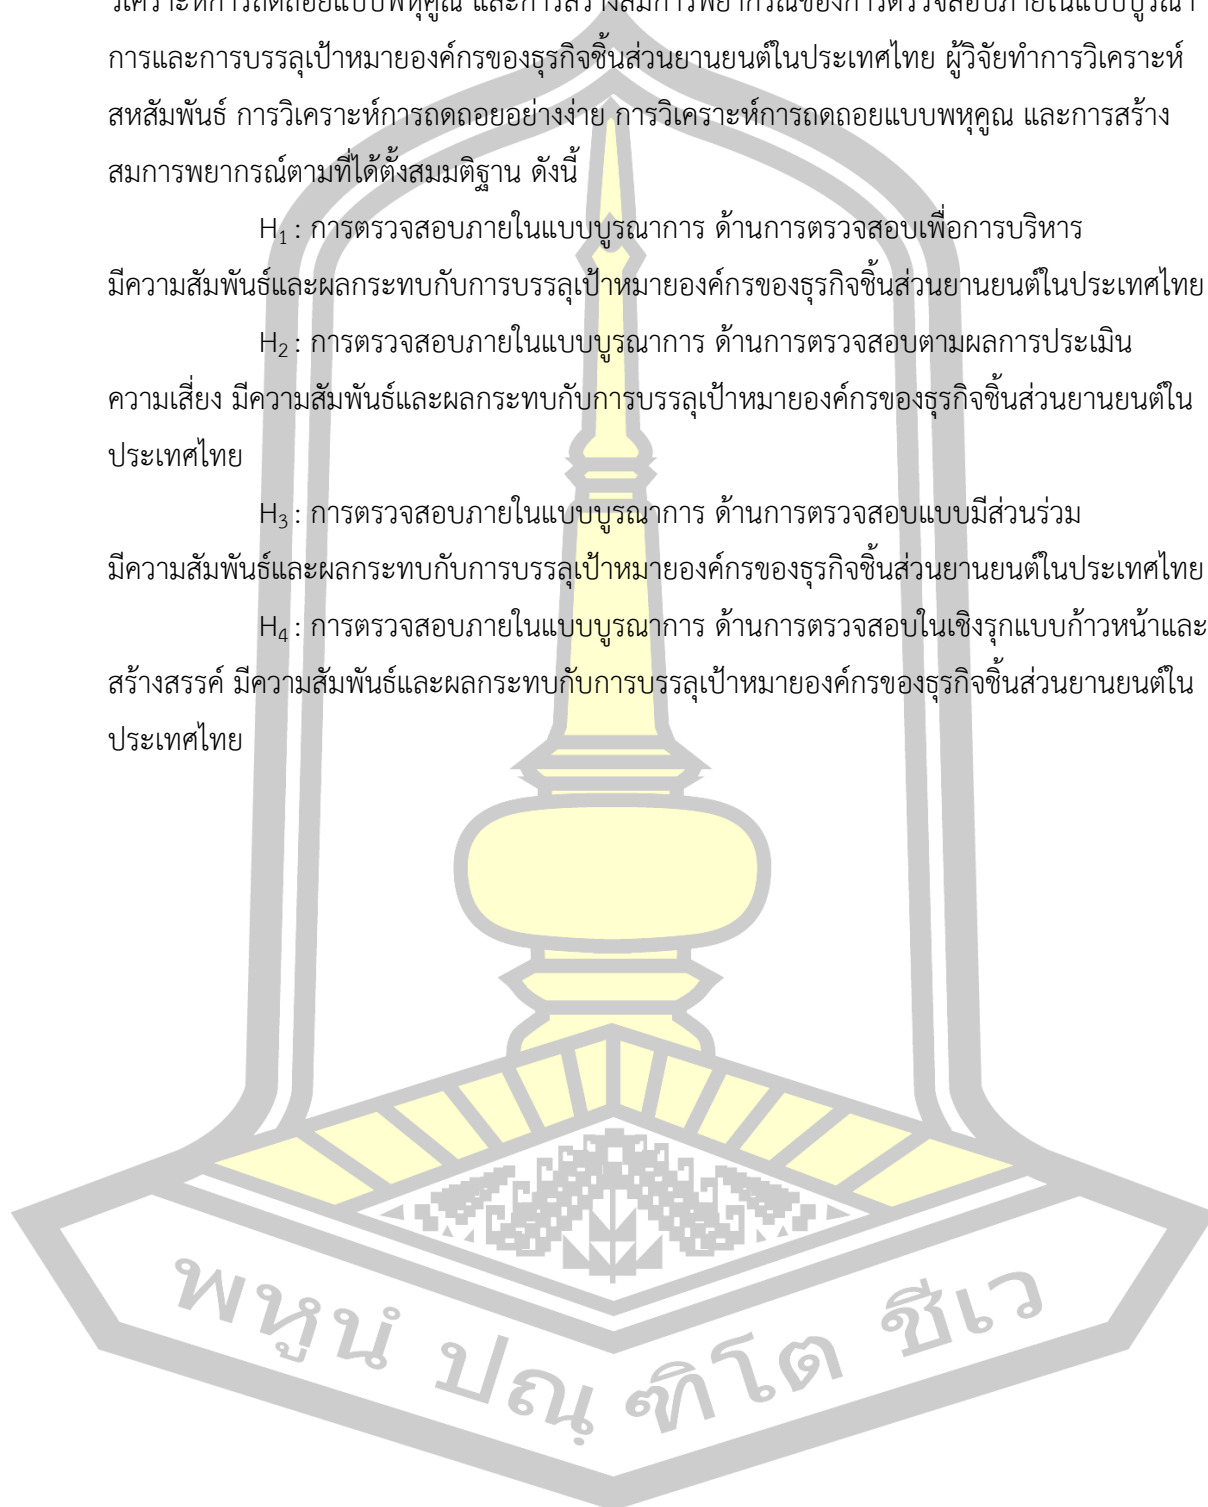 วิเคราะห์การถดถอยแบบพหุคูณ และการสร้างสมการพยากรณ์ของการตรวจสอบภายในแบบบูรณา
การและการบรรลุเป้าหมายองค์กรของธุรกิจชิ้นส่วนยานยนต์ในประเทศไทย ผู้วิจัยทำการวิเคราะห์
สหสัมพันธ์ การวิเคราะห์การถดถอยอย่างง่าย การวิเคราะห์การถดถอยแบบพหุคูณ และการสร้าง
สมการพยากรณ์ตามที่ได้ตั้งสมมติฐาน ดังนี้
H₁ : การตรวจสอบภายในแบบบูรณาการ ด้านการตรวจสอบเพื่อการบริหาร
มีความสัมพันธ์และผลกระทบกับการบรรลุเป้าหมายองค์กรของธุรกิจชิ้นส่วนยานยนต์ในประเทศไทย
H₂ : การตรวจสอบภายในแบบบูรณาการ ด้านการตรวจสอบตามผลการประเมิน
ความเสี่ยง มีความสัมพันธ์และผลกระทบกับการบรรลุเป้าหมายองค์กรของธุรกิจชิ้นส่วนยานยนต์ใน
ประเทศไทย
H₃ : การตรวจสอบภายในแบบบูรณาการ ด้านการตรวจสอบแบบมีส่วนร่วม
มีความสัมพันธ์และผลกระทบกับการบรรลุเป้าหมายองค์กรของธุรกิจชิ้นส่วนยานยนต์ในประเทศไทย
H₄ : การตรวจสอบภายในแบบบูรณาการ ด้านการตรวจสอบในเชิงรุกแบบก้าวหน้าและ
สร้างสรรค์ มีความสัมพันธ์และผลกระทบกับการบรรลุเป้าหมายองค์กรของธุรกิจชิ้นส่วนยานยนต์ใน
ประเทศไทย
พหูนํ ปณฺฑิโต ชีเว